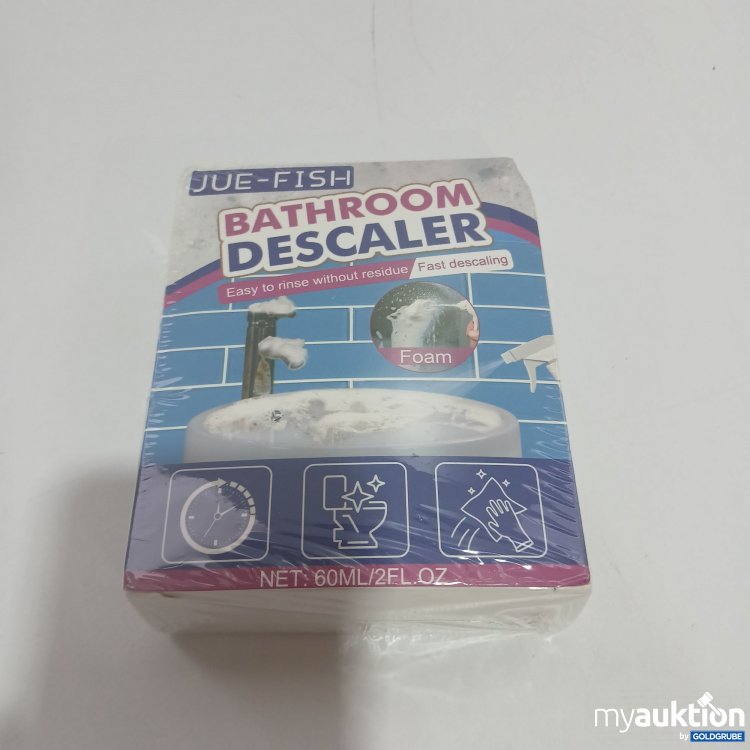 JUE-FISH
BATHROOM
DESCALER
Easy to rinse without residue Fast descaling
Foam
NET: 60ML/2FL.OZ
myauktion
by GOLDGRUBE